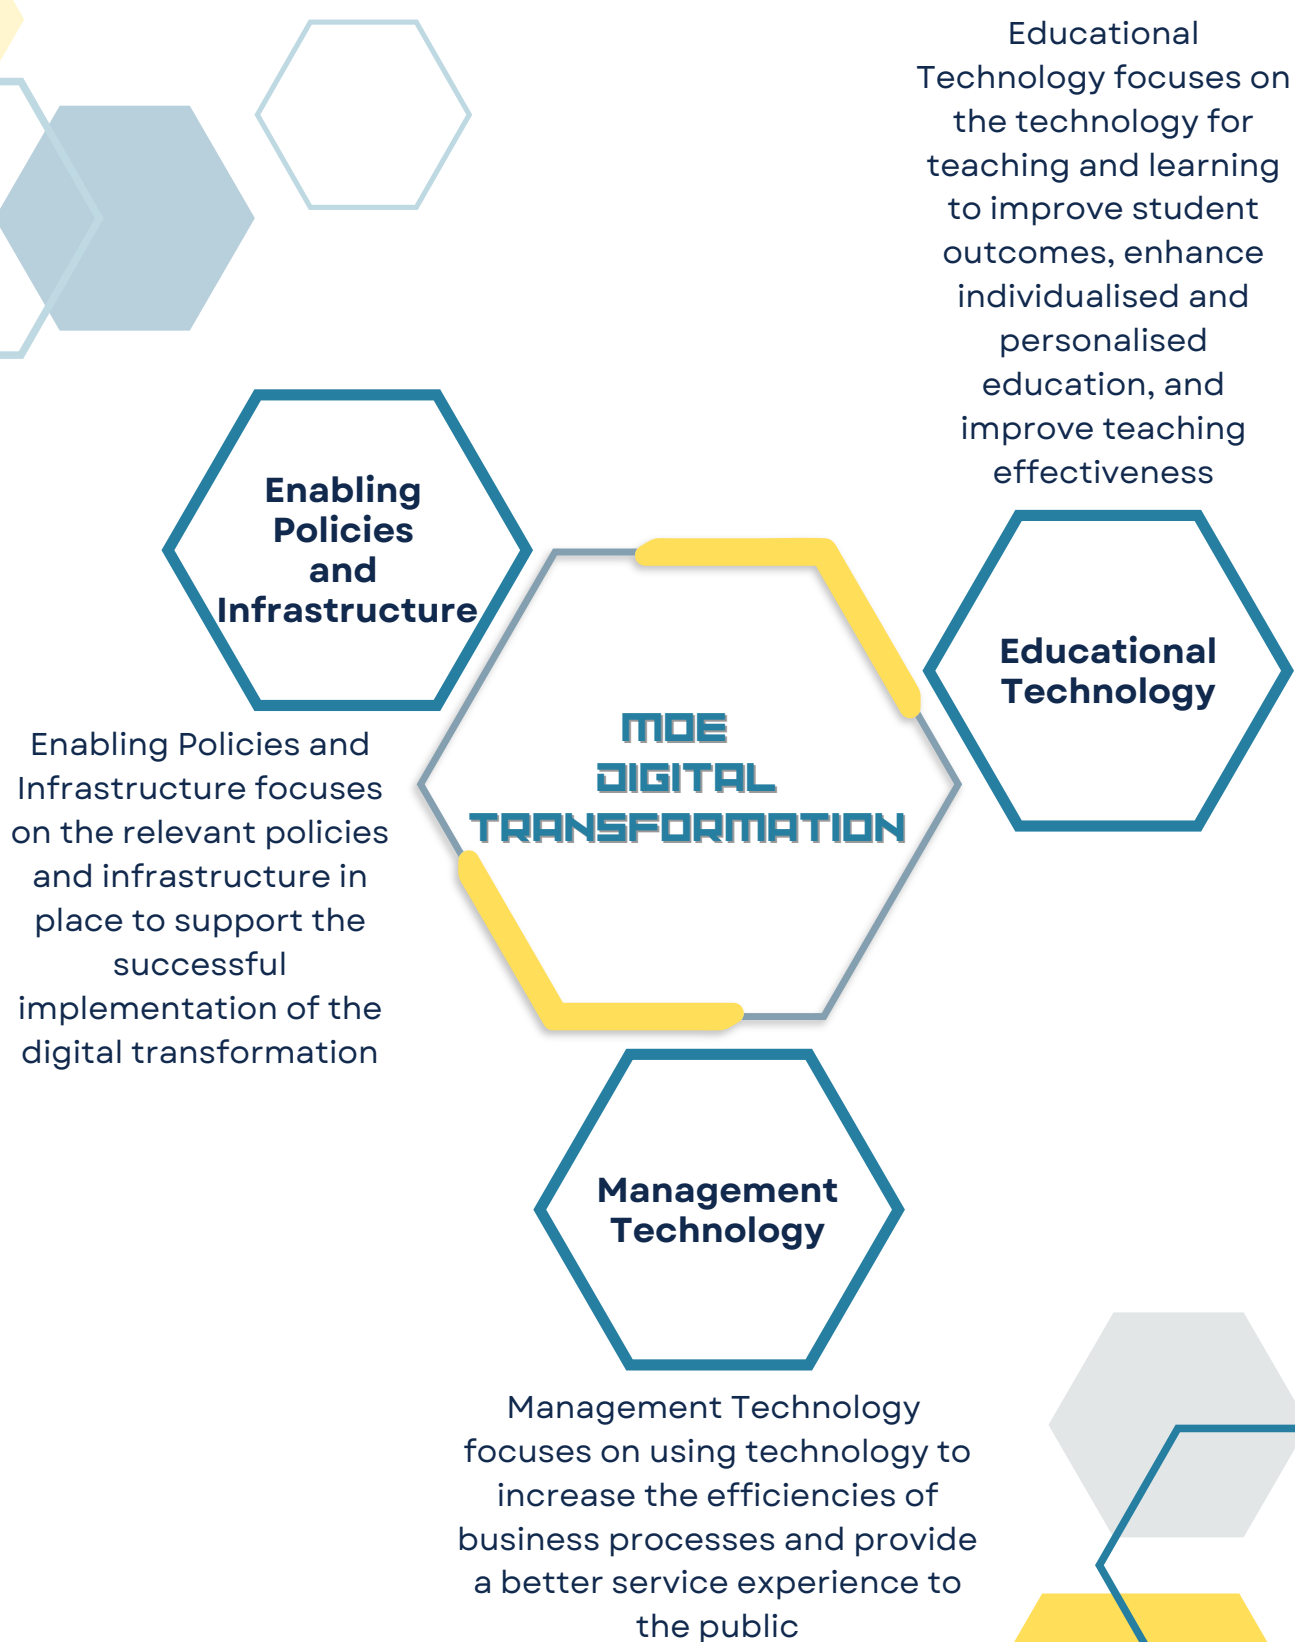 Educational
Technology focuses on
the technology for
teaching and learning
to improve student
outcomes, enhance
individualised and
personalised
education, and
improve teaching
effectiveness
Enabling
Policies
and
Infrastructure
Educational
Technology
MOE
DIGITAL
TRANSFORMATION
Enabling Policies and
Infrastructure focuses
on the relevant policies
and infrastructure in
place to support the
successful
implementation of the
digital transformation
Management
Technology
Management Technology
focuses on using technology to
increase the efficiencies of
business processes and provide
a better service experience to
the public